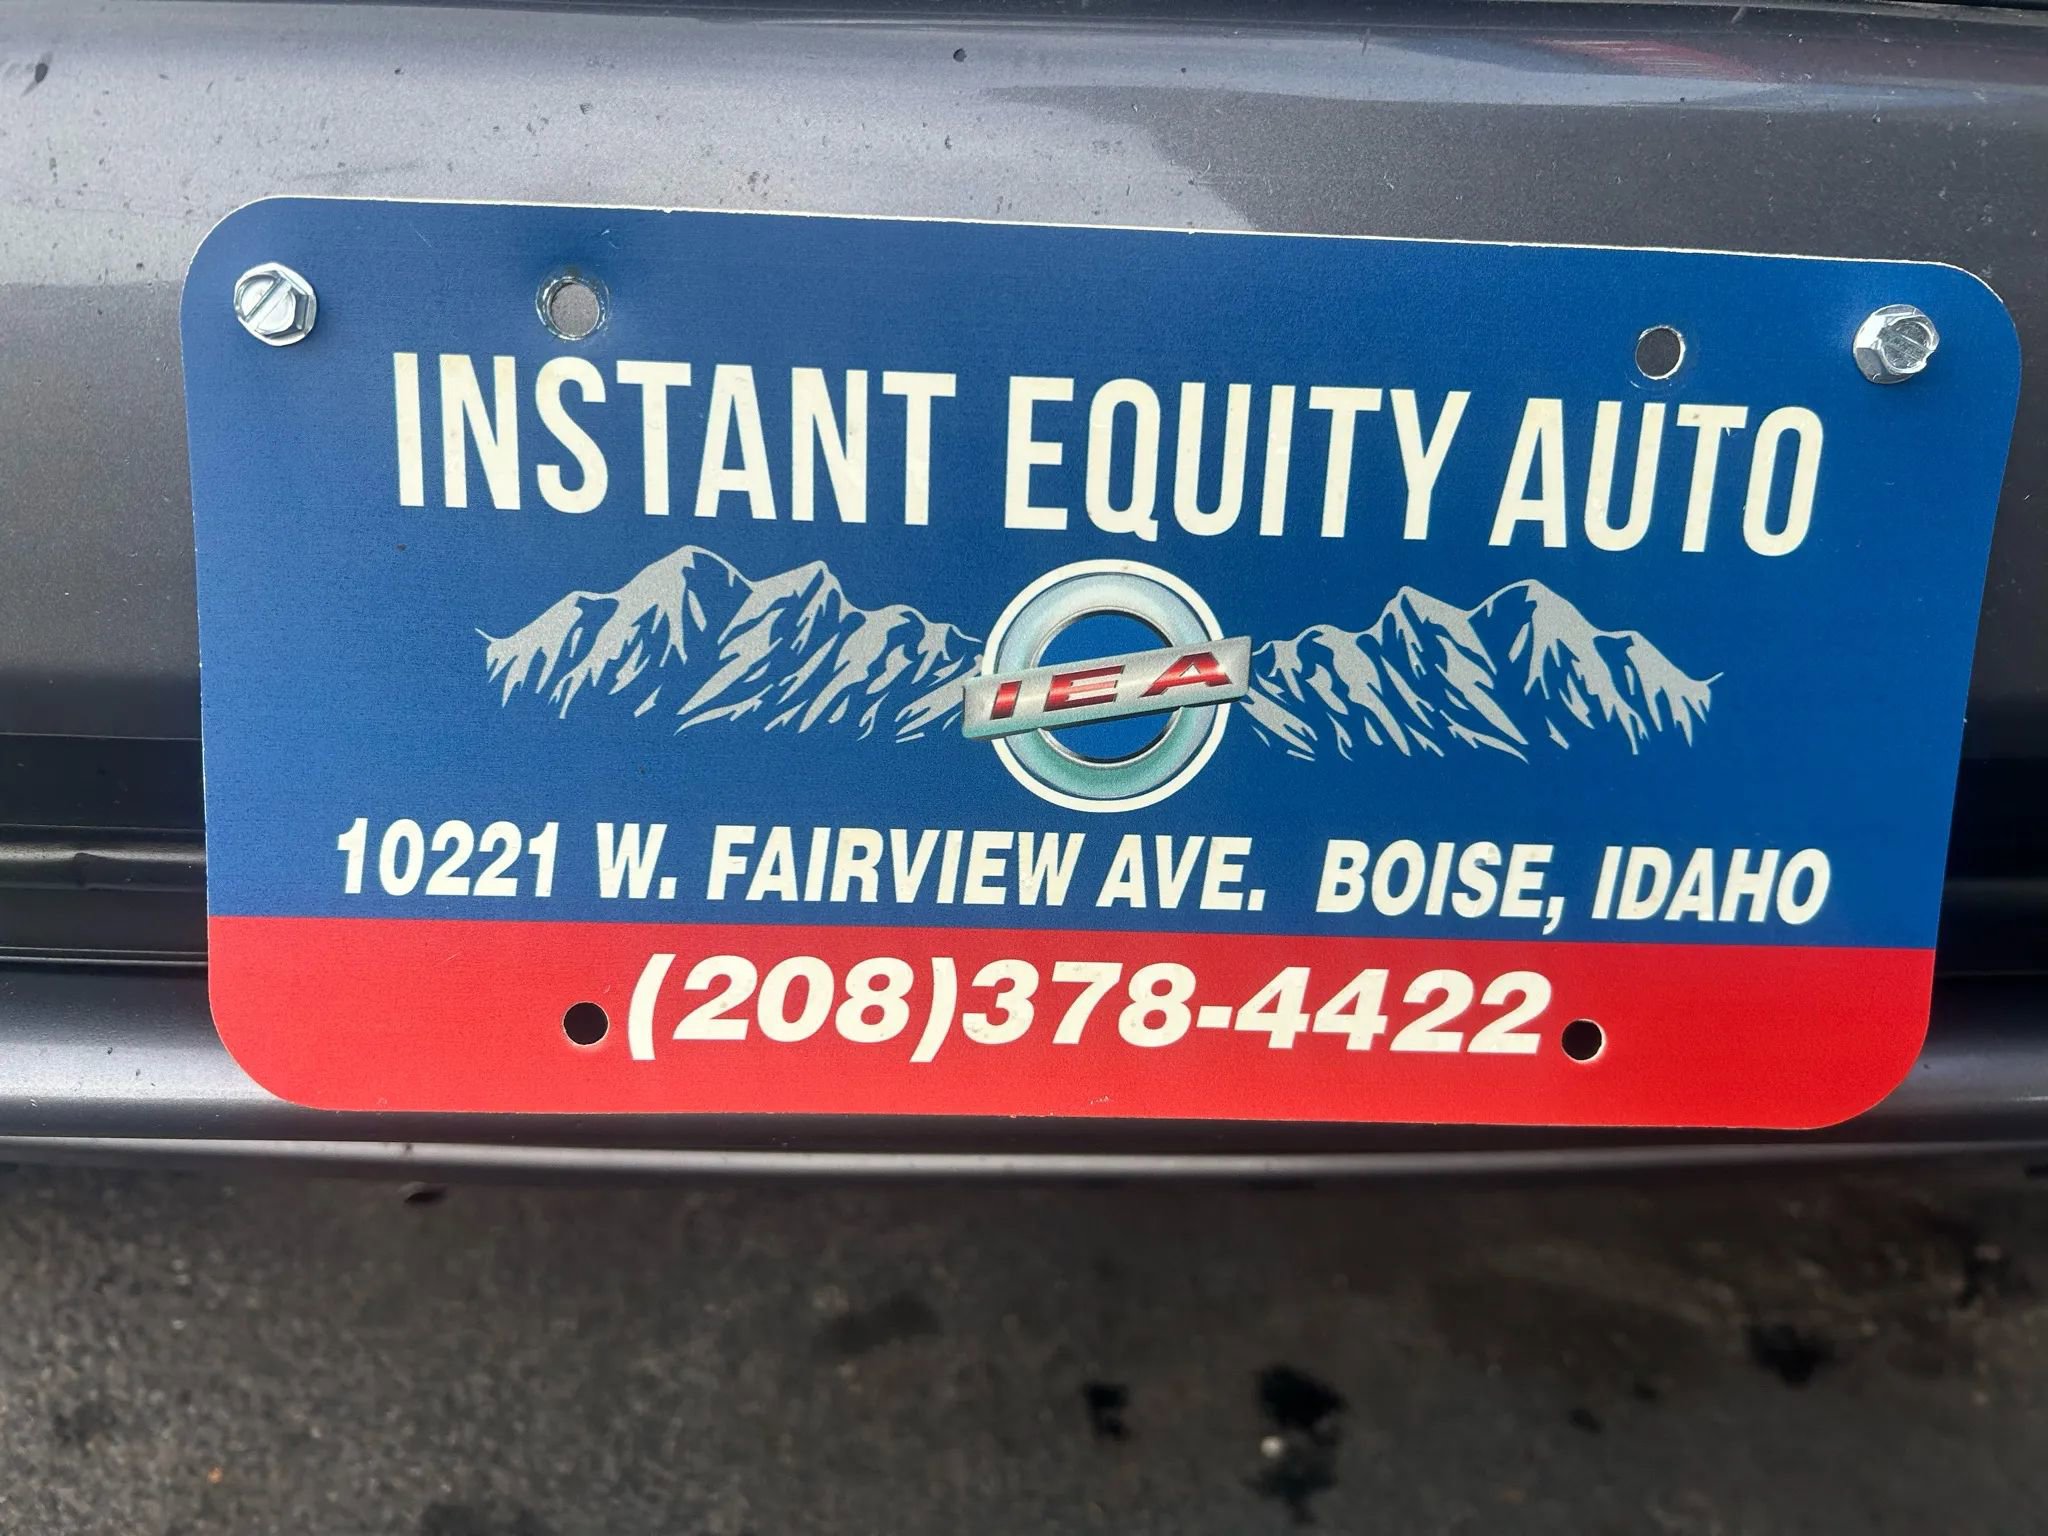 INSTANT EQUITY AUTO
IEA
10221 W. FAIRVIEW AVE. BOISE, IDAHO
(208)378-4422